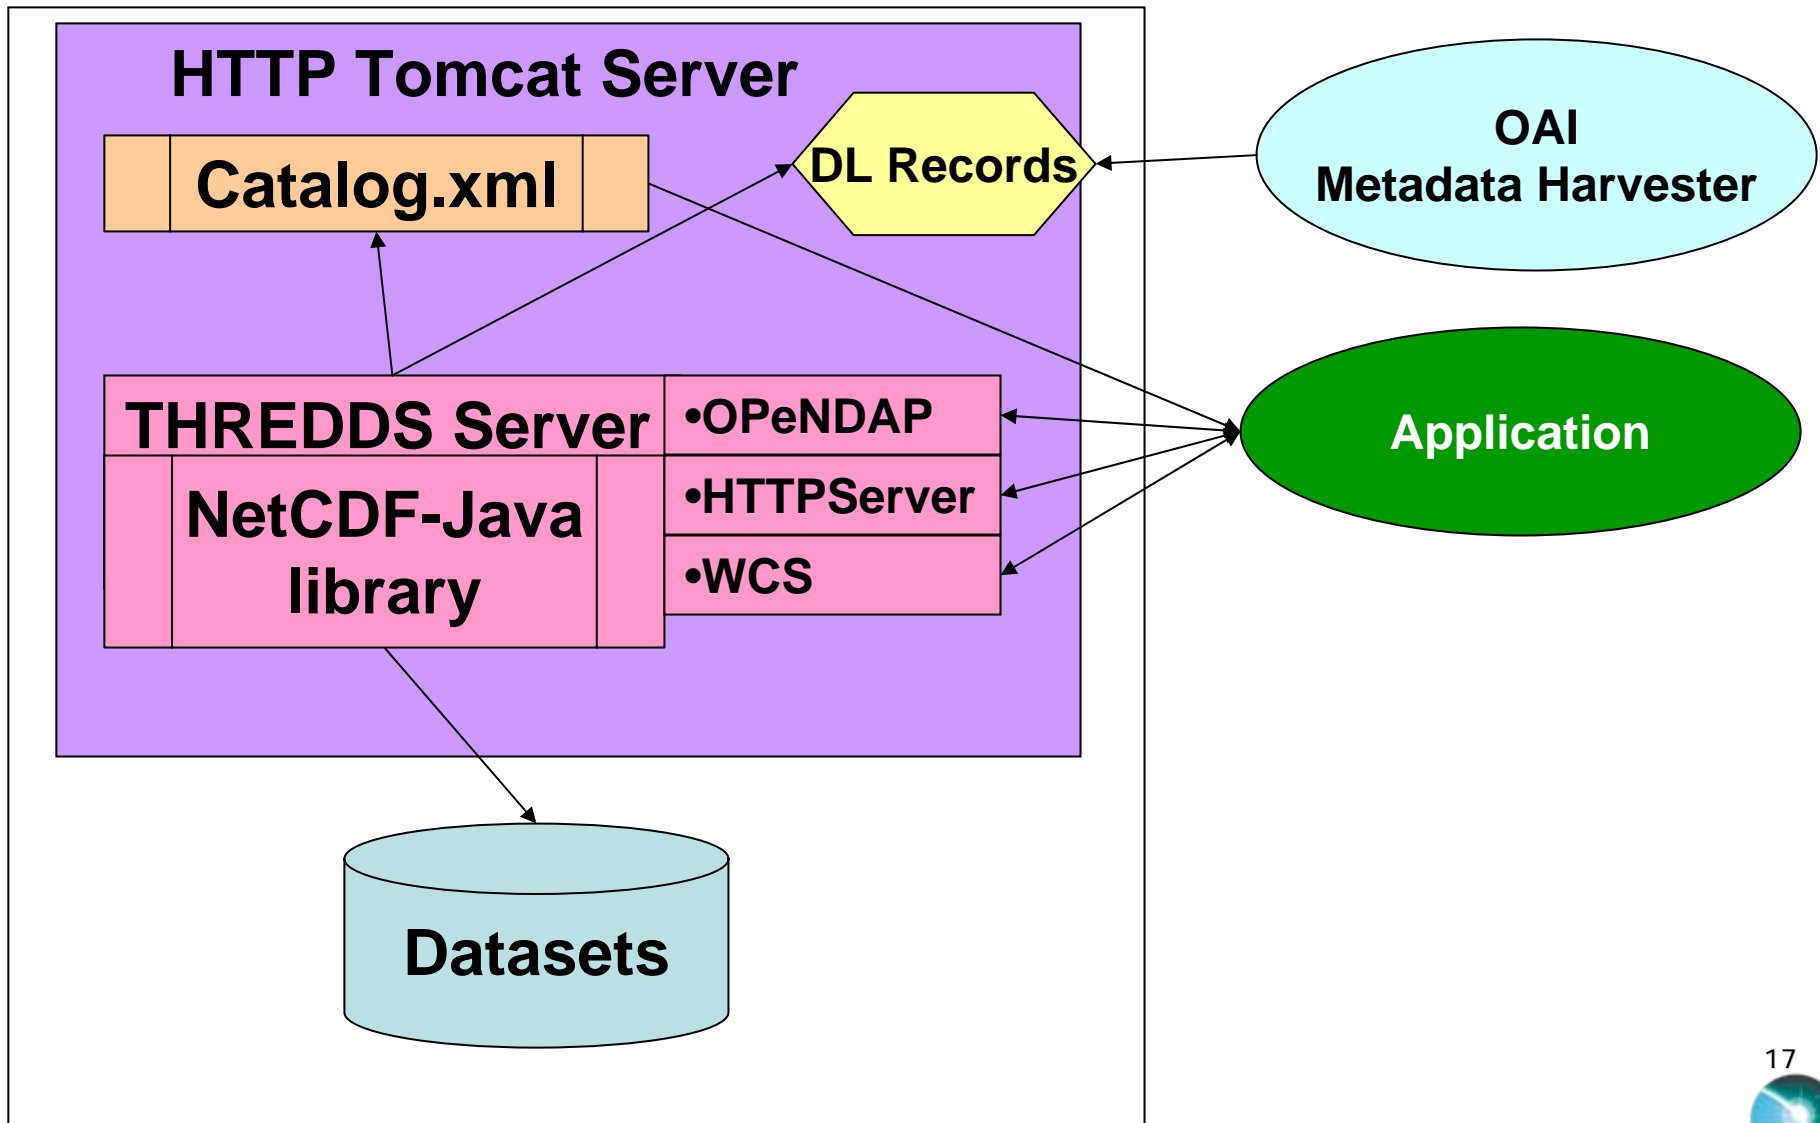 HTTP Tomcat Server
Catalog.xml
DL Records
OAI
Metadata Harvester
THREDDS Server
NetCDF-Java
library
•OPeNDAP
•HTTPServer
•WCS
Application
Datasets
17